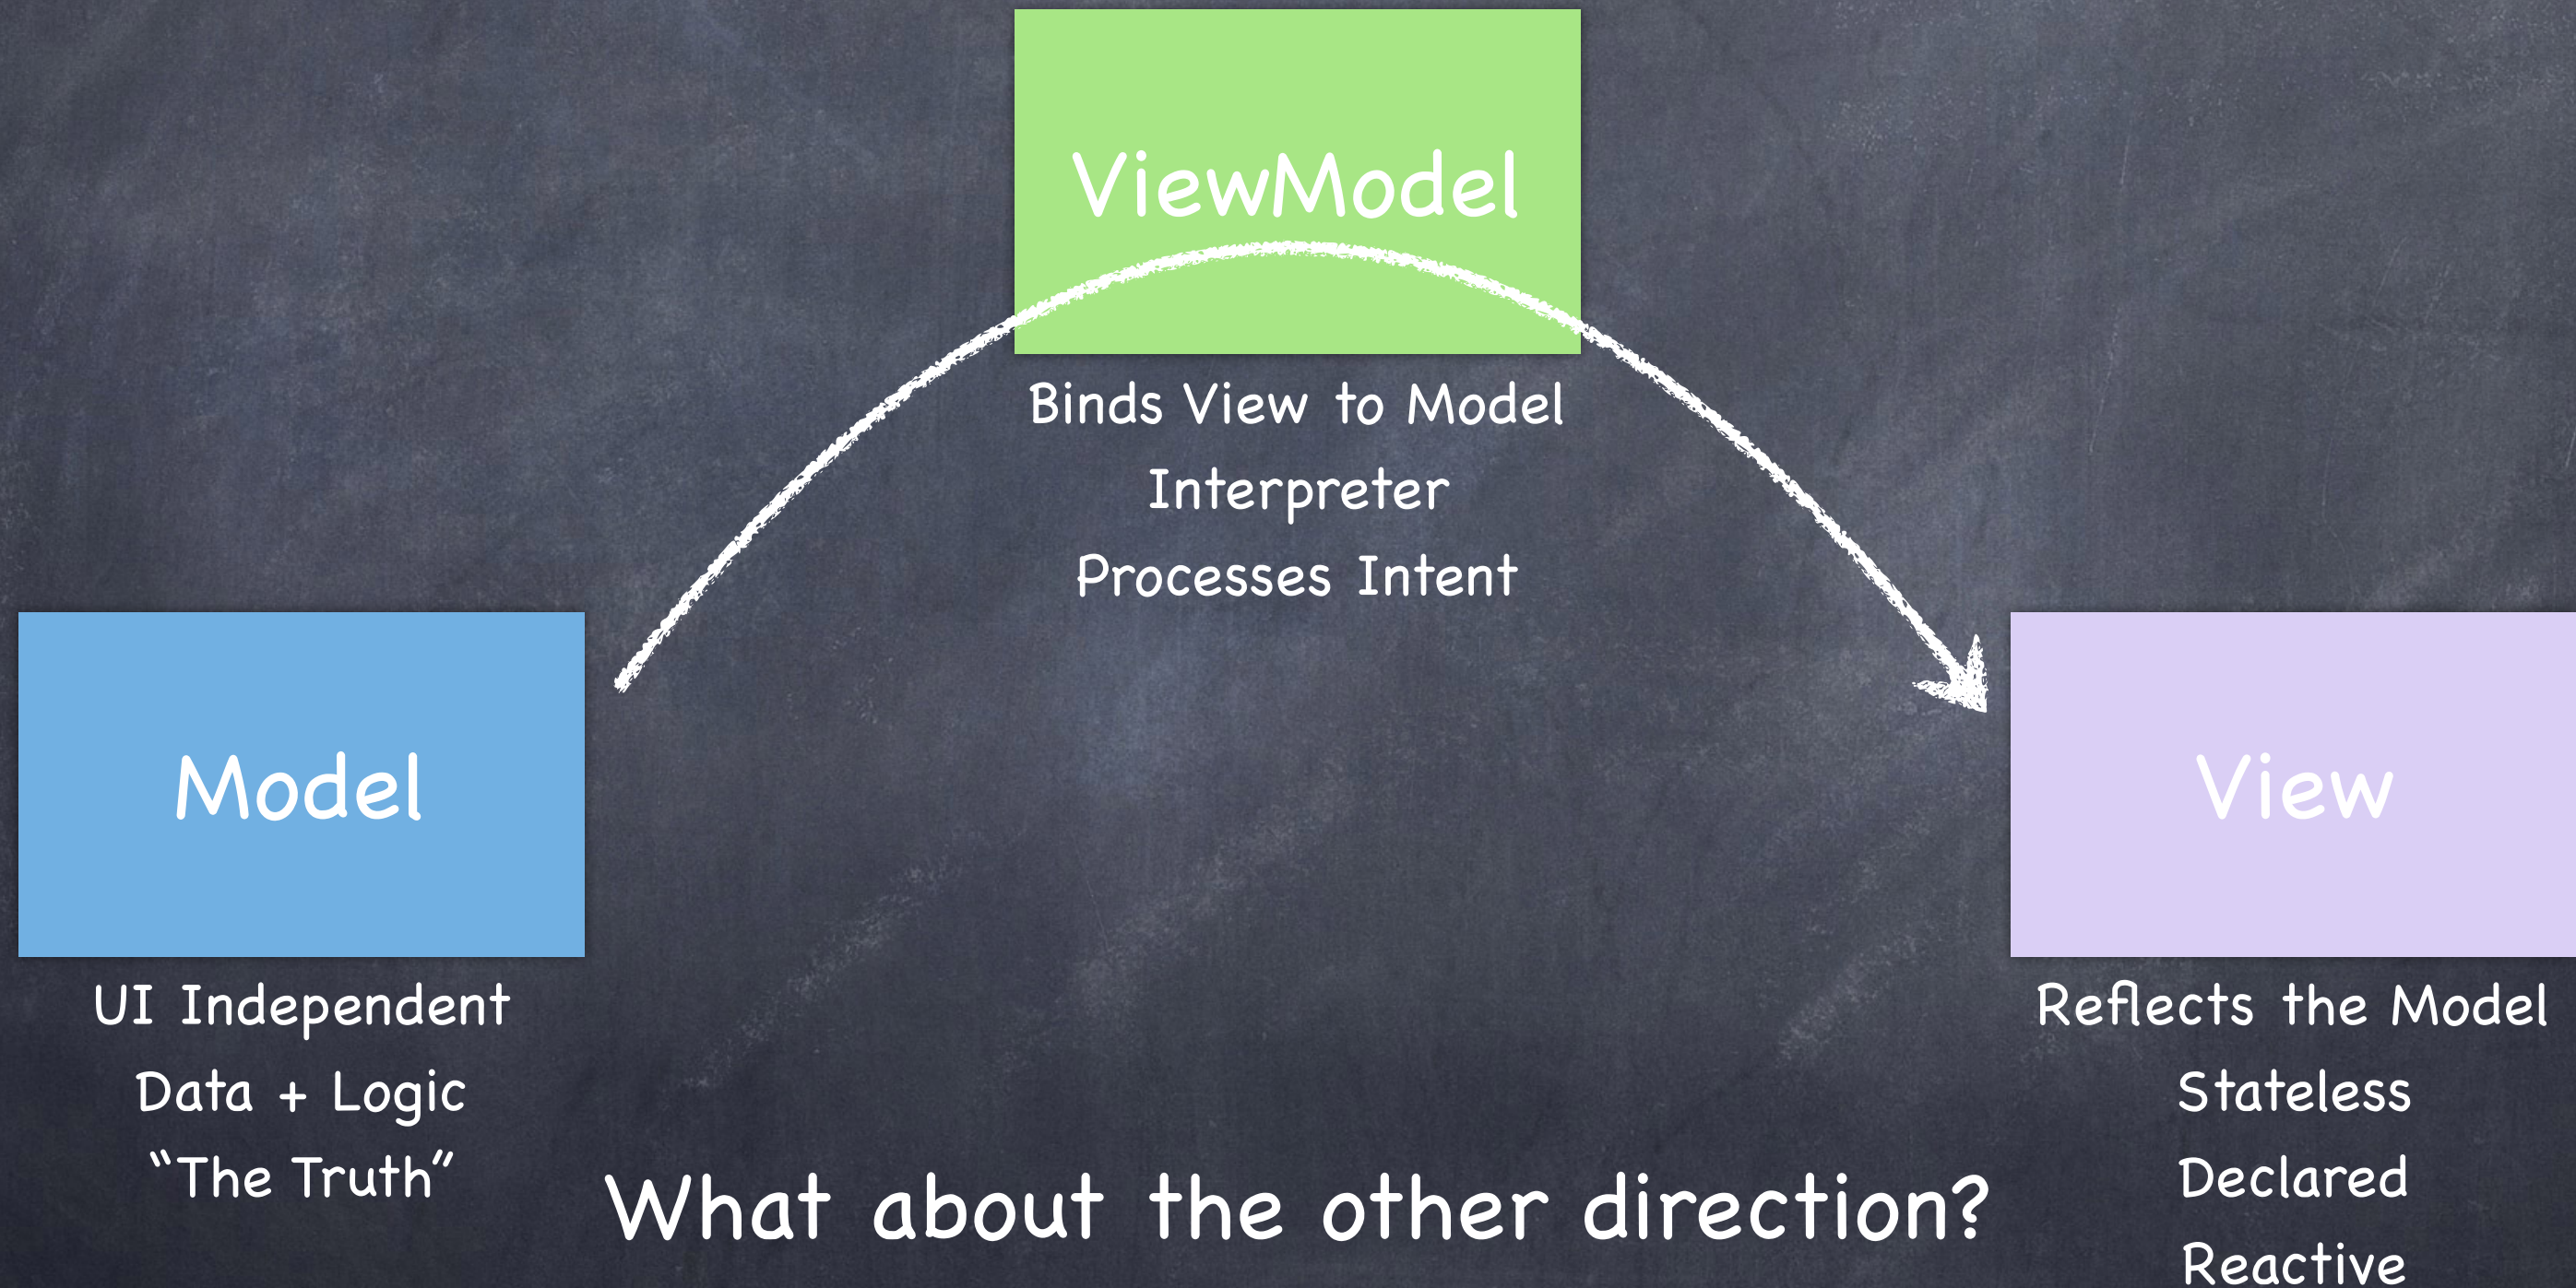 ViewModel
Binds View to Model
Interpreter
Processes Intent
Model
UI Independent
Data + Logic
“The Truth”
View
Reflects the Model
Stateless
Declared
Reactive
What about the other direction?